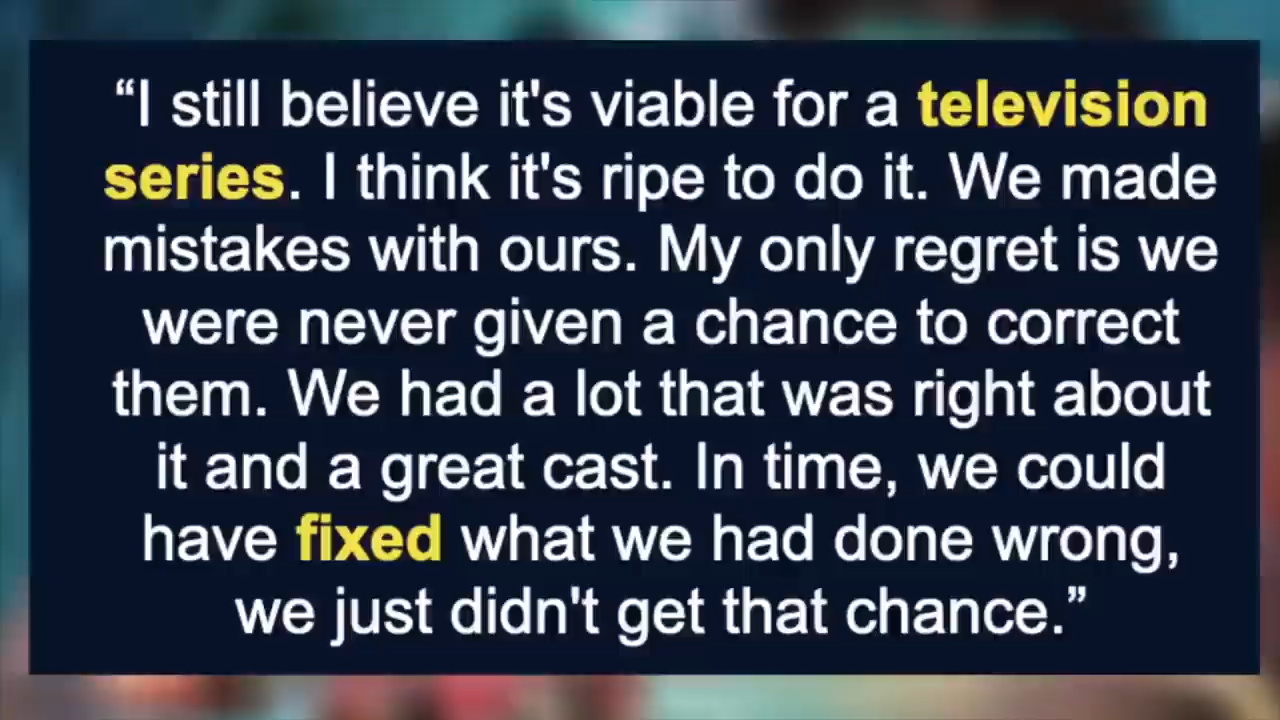 “I still believe it's viable for a television
series. I think it's ripe to do it. We made
mistakes with ours. My only regret is we
were never given a chance to correct
them. We had a lot that was right about
it and a great cast. In time, we could
have fixed what we had done wrong,
we just didn't get that chance.”